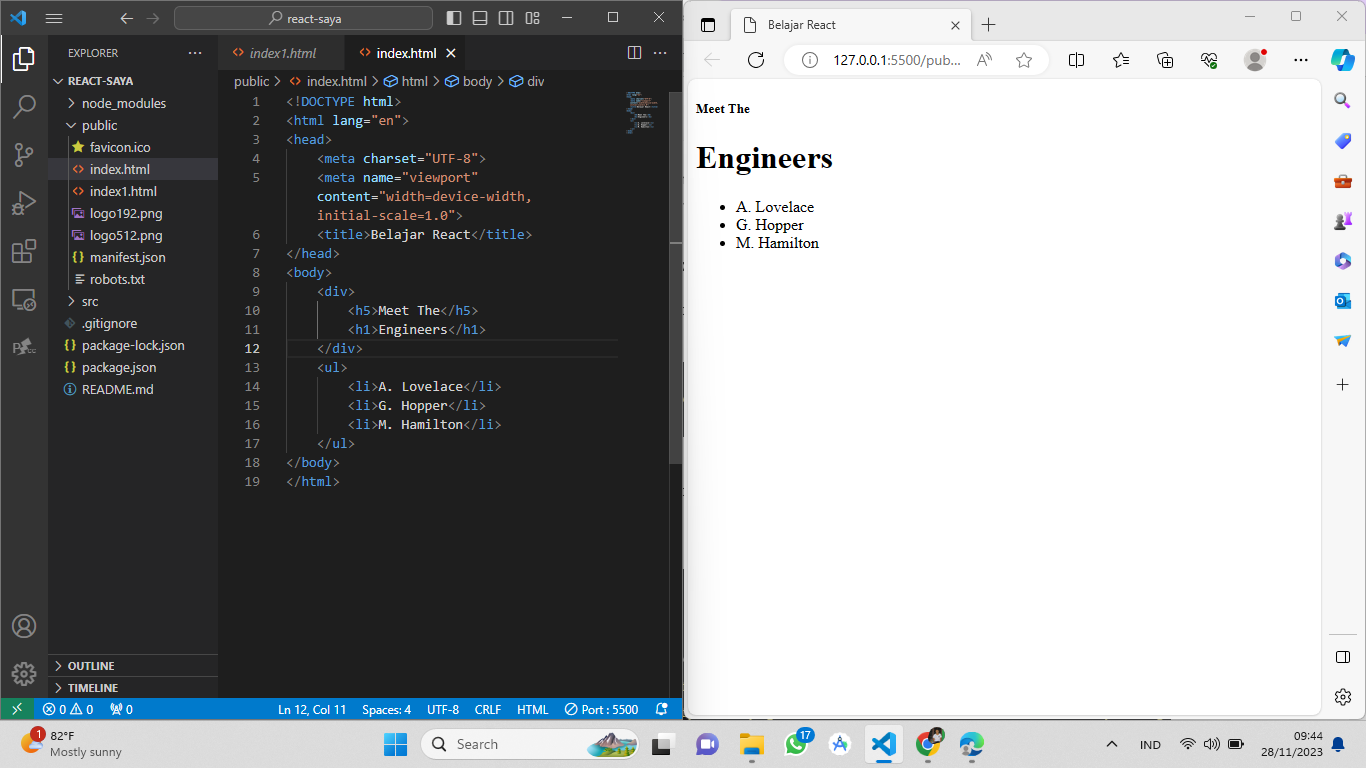 react-saya
Belajar React
EXPLORER
index1.html
index.html
127.0.0.1:5500/pub...
REACT-SAYA
node_modules
public
favicon.ico
index.html
index1.html
logo192.png
logo512.png
manifest.json
robots.txt
src
.gitignore
package-lock.json
package.json
README.md
OUTLINE
TIMELINE
public > index.html > html > body > div
1 <!DOCTYPE html>
2 <html lang="en">
3 <head>
4 <meta charset="UTF-8">
5 <meta name="viewport"
content="width=device-width,
initial-scale=1.0">
6 <title>Belajar React</title>
7 </head>
8 <body>
9 <div>
10 <h5>Meet The</h5>
11 <h1>Engineers</h1>
12 </div>
13 <ul>
14 <li>A. Lovelace</li>
15 <li>G. Hopper</li>
16 <li>M. Hamilton</li>
17 </ul>
18 </body>
19 </html>
Meet The
Engineers
• A. Lovelace
• G. Hopper
• M. Hamilton
0 0 0 Ln 12, Col 11 Spaces: 4 UTF-8 CRLF HTML Port : 5500
1
82°F
Mostly sunny
Search
17
IND
09:44
28/11/2023